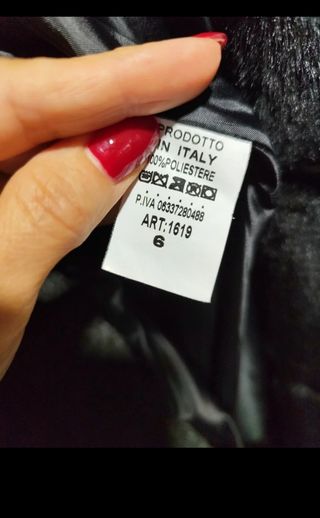 PRODOTTO
IN ITALY
100%POLIESTERE
P.IVA 06337280488
ART:1619
6